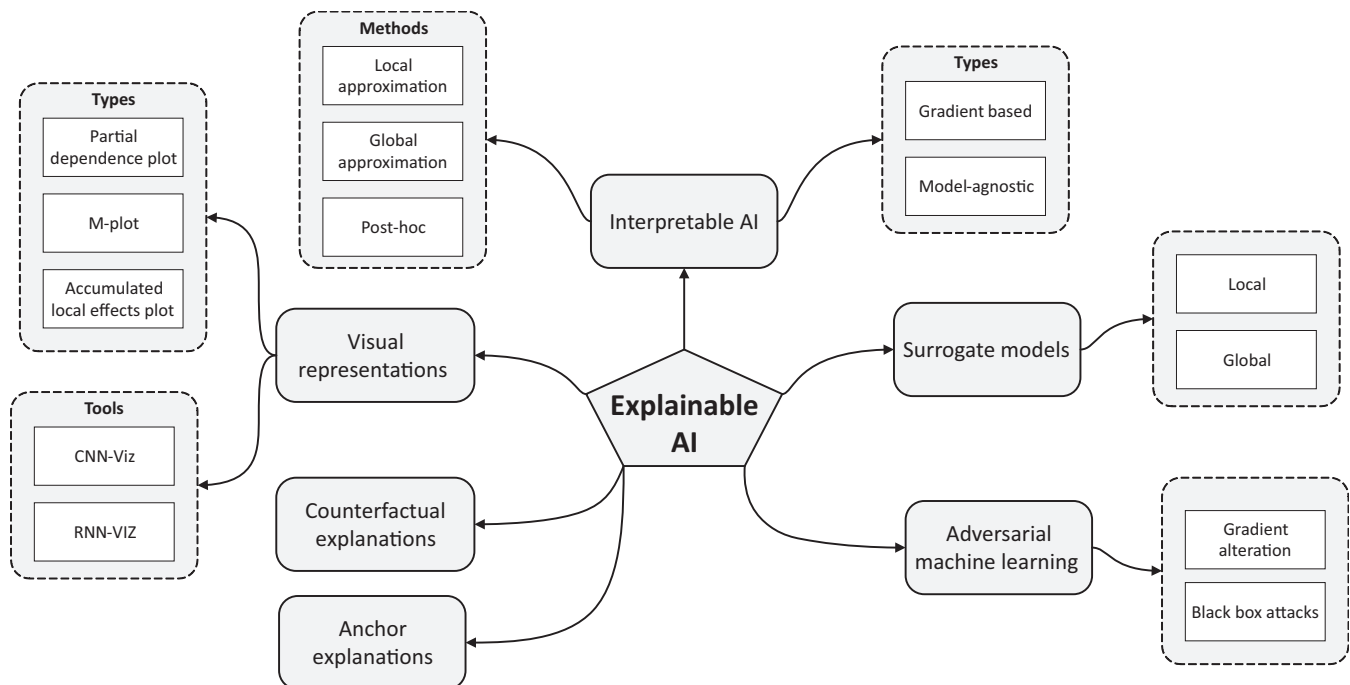 Methods
Local
approximation
Global
approximation
Post-hoc
Types
Gradient based
Model-agnostic
Types
Partial
dependence plot
M-plot
Accumulated
local effects plot
Interpretable AI
Local
Global
Visual
representations
Surrogate models
Explainable
AI
Tools
CNN-Viz
RNN-VIZ
Counterfactual
explanations
Adversarial
machine learning
Gradient
alteration
Black box attacks
Anchor
explanations